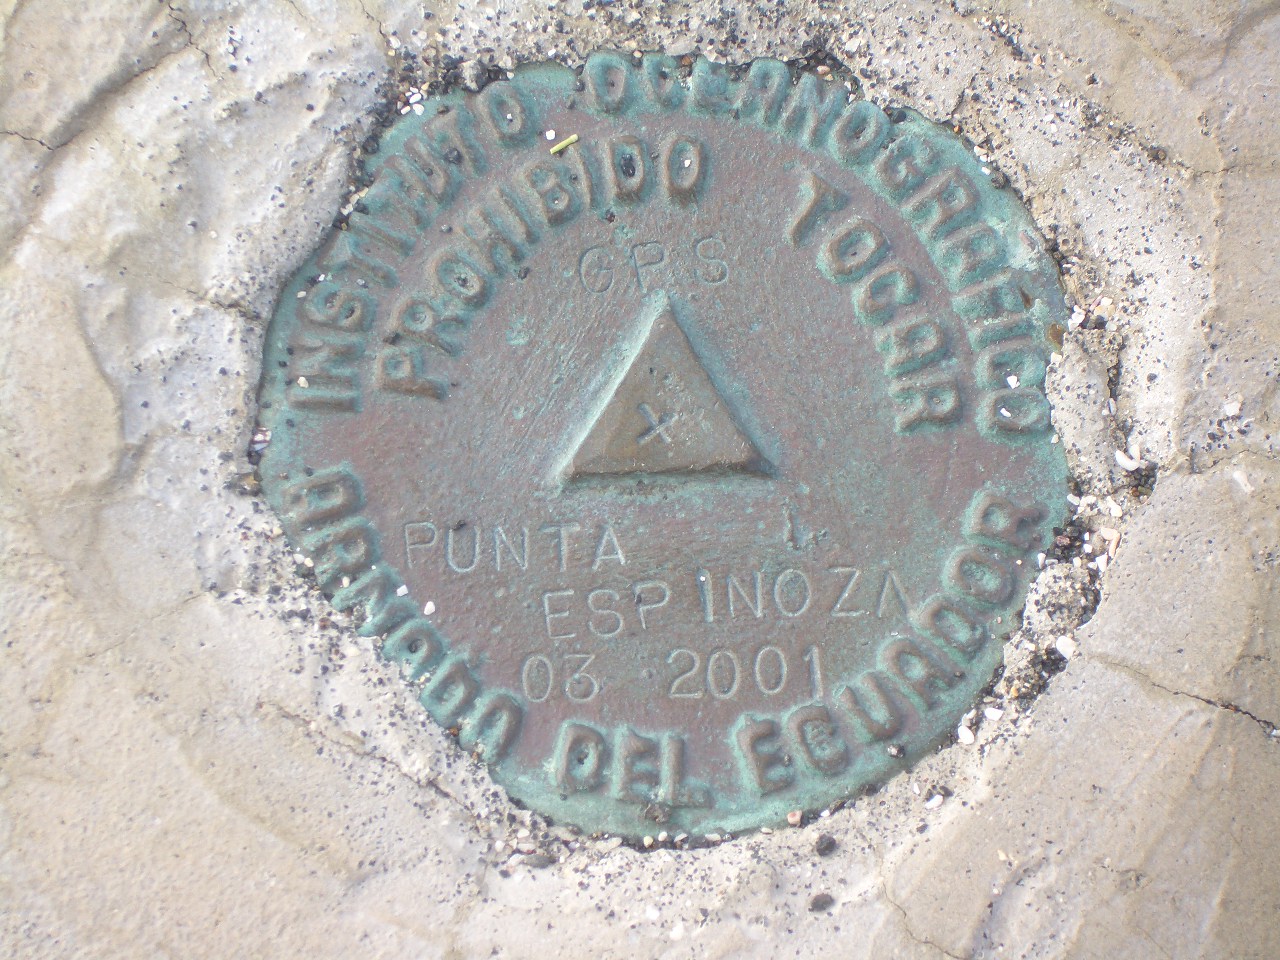 INSTITUTO OCEANOGRAFICO
PROHIBIDO TOCAR
GPS
PUNTA
ESPINOZA
03 2001
ARMADA DEL ECUADOR